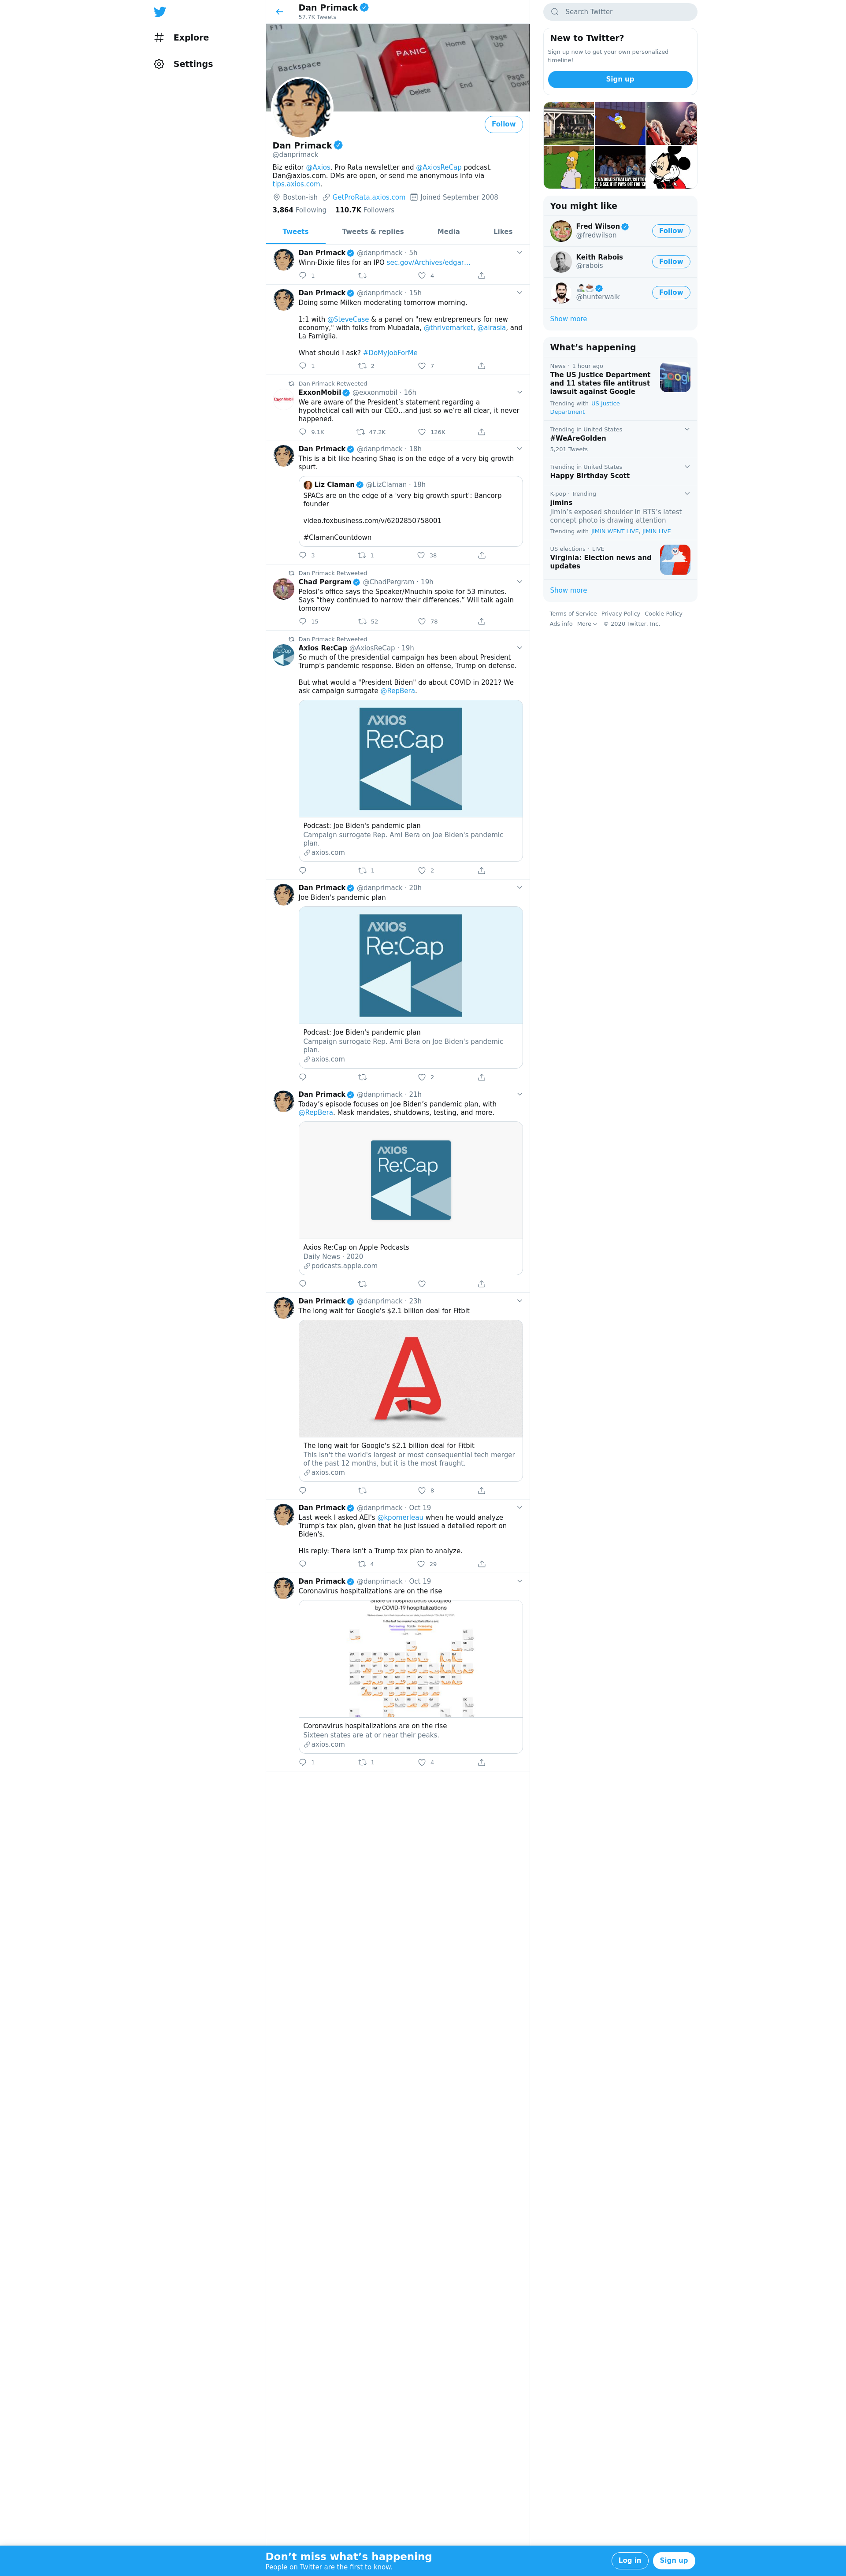 Explore
Settings
Dan Primack
57.7K Tweets
Backspace
PANIC
Home
Page Up
Delete
End
Page Down
Follow
Dan Primack
@danprimack
Biz editor @Axios, Pro Rata newsletter and @AxiosReCap podcast.
Dan@axios.com. DMs are open, or send me anonymous info via
tips.axios.com.
Boston-ish GetProRata.axios.com Joined September 2008
3,864 Following 110.7K Followers
Tweets Tweets & replies Media Likes
Dan Primack @danprimack · 5h
Winn-Dixie files for an IPO sec.gov/Archives/edgar…
1 4
Dan Primack @danprimack · 15h
Doing some Milken moderating tomorrow morning.
1:1 with @SteveCase & a panel on "new entrepreneurs for new
economy," with folks from Mubadala, @thrivemarket, @airasia, and
La Famiglia.
What should I ask? #DoMyJobForMe
1 2 7
Dan Primack Retweeted
ExxonMobil @exxonmobil · 16h
We are aware of the President's statement regarding a
hypothetical call with our CEO…and just so we're all clear, it never
happened.
9.1K 47.2K 126K
Dan Primack @danprimack · 18h
This is a bit like hearing Shaq is on the edge of a very big growth
spurt.
Liz Claman @LizClaman · 18h
SPACs are on the edge of a 'very big growth spurt': Bancorp
founder
video.foxbusiness.com/v/6202850758001
#ClamanCountdown
3 1 38
Dan Primack Retweeted
Chad Pergram @ChadPergram · 19h
Pelosi's office says the Speaker/Mnuchin spoke for 53 minutes.
Says "they continued to narrow their differences." Will talk again
tomorrow
15 52 78
Dan Primack Retweeted
Axios Re:Cap @AxiosReCap · 19h
So much of the presidential campaign has been about President
Trump's pandemic response. Biden on offense, Trump on defense.
But what would a "President Biden" do about COVID in 2021? We
ask campaign surrogate @RepBera.
AXIOS
Re:Cap
Podcast: Joe Biden's pandemic plan
Campaign surrogate Rep. Ami Bera on Joe Biden's pandemic
plan.
axios.com
1 2
Dan Primack @danprimack · 20h
Joe Biden's pandemic plan
AXIOS
Re:Cap
Podcast: Joe Biden's pandemic plan
Campaign surrogate Rep. Ami Bera on Joe Biden's pandemic
plan.
axios.com
2
Dan Primack @danprimack · 21h
Today's episode focuses on Joe Biden's pandemic plan, with
@RepBera. Mask mandates, shutdowns, testing, and more.
AXIOS
Re:Cap
Axios Re:Cap on Apple Podcasts
Daily News · 2020
podcasts.apple.com
Dan Primack @danprimack · 23h
The long wait for Google's $2.1 billion deal for Fitbit
The long wait for Google's $2.1 billion deal for Fitbit
This isn't the world's largest or most consequential tech merger
of the past 12 months, but it is the most fraught.
axios.com
8
Dan Primack @danprimack · Oct 19
Last week I asked AEI's @kpomerleau when he would analyze
Trump's tax plan, given that he just issued a detailed report on
Biden's.
His reply: There isn't a Trump tax plan to analyze.
4 29
Dan Primack @danprimack · Oct 19
Coronavirus hospitalizations are on the rise
Share of hospital beds occupied
by COVID-19 hospitalizations
Coronavirus hospitalizations are on the rise
Sixteen states are at or near their peaks.
axios.com
1 1 4
Search Twitter
New to Twitter?
Sign up now to get your own personalized
timeline!
Sign up
You might like
Fred Wilson
@fredwilson
Follow
Keith Rabois
@rabois
Follow
@hunterwalk
Follow
Show more
What's happening
News · 1 hour ago
The US Justice Department
and 11 states file antitrust
lawsuit against Google
Trending with US Justice
Department
Trending in United States
#WeAreGolden
5,201 Tweets
Trending in United States
Happy Birthday Scott
K-pop · Trending
jimins
Jimin's exposed shoulder in BTS's latest
concept photo is drawing attention
Trending with JIMIN WENT LIVE, JIMIN LIVE
US elections · LIVE
Virginia: Election news and
updates
Show more
Terms of Service Privacy Policy Cookie Policy
Ads info More © 2020 Twitter, Inc.
Don't miss what's happening
People on Twitter are the first to know.
Log in
Sign up